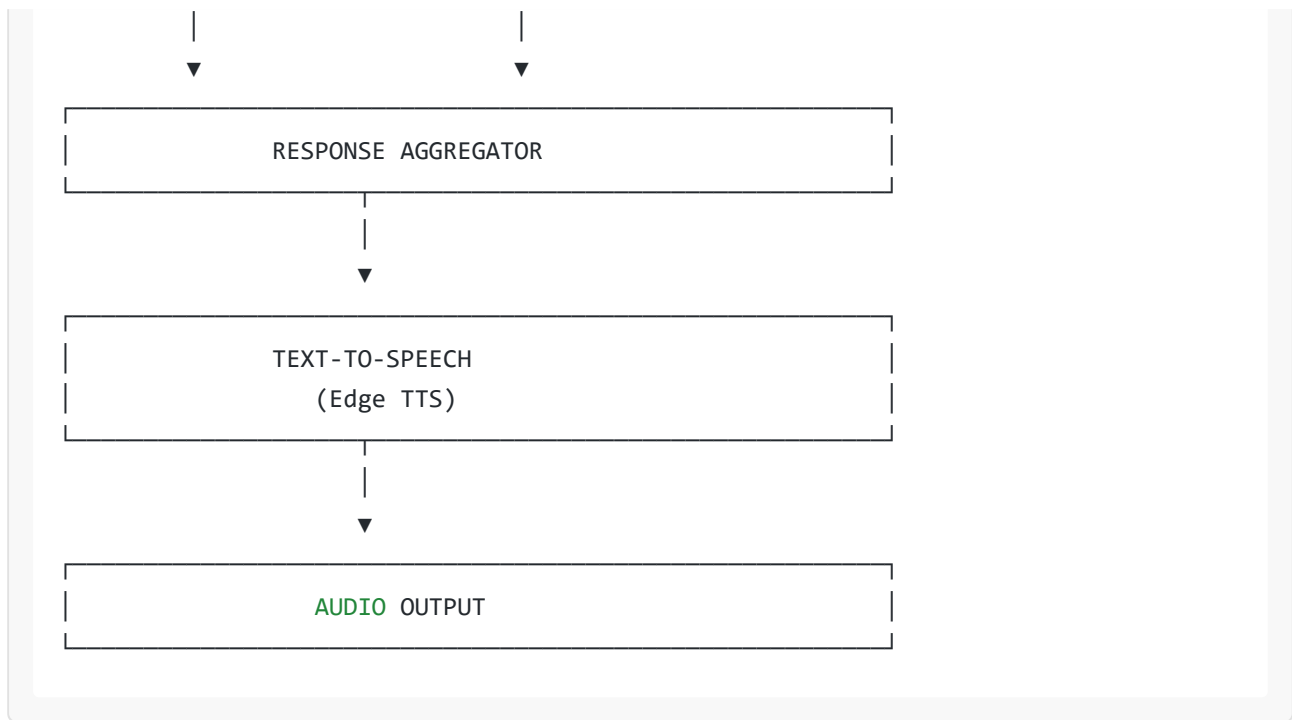 RESPONSE AGGREGATOR
TEXT-TO-SPEECH
(Edge TTS)
AUDIO OUTPUT